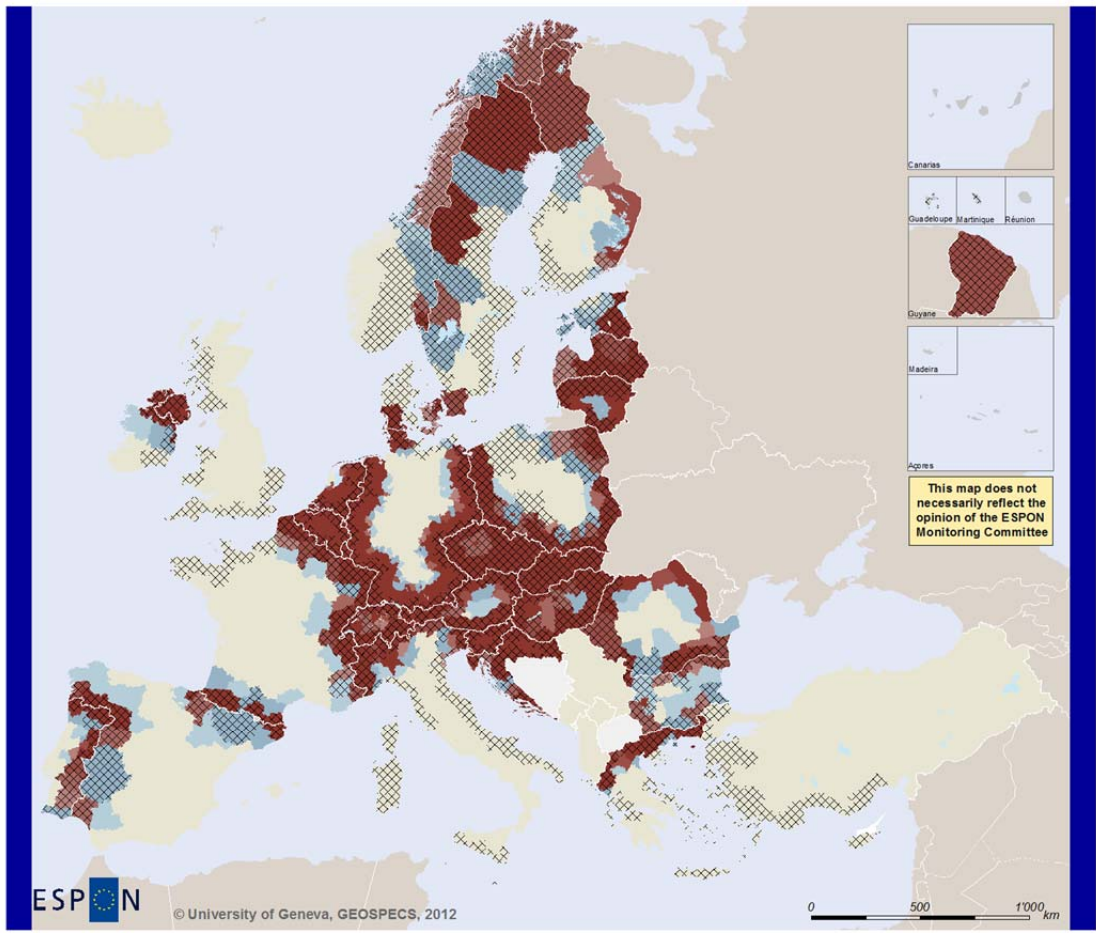 Canarias
Guadeloupe Martinique Réunion
Guyane
Madeira
Açores
This map does not
necessarily reflect the
opinion of the ESPON
Monitoring Committee
ESPON
© University of Geneva, GEOSPECS, 2012
0 500 1'000
km